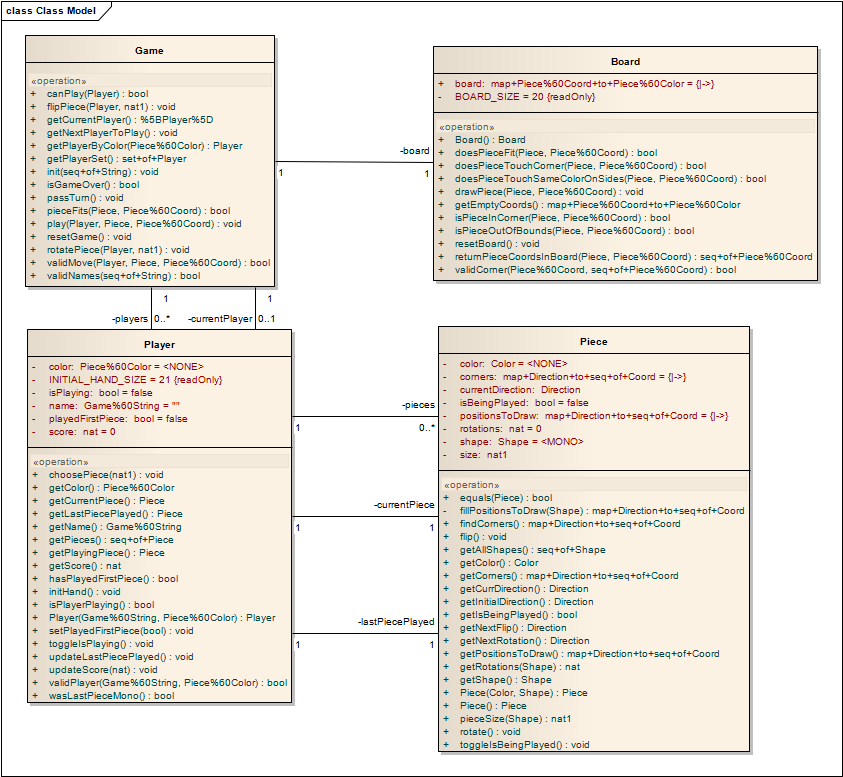 class Class Model
Game
«operation»
+ canPlay(Player) : bool
+ flipPiece(Player, nat1) : void
+ getCurrentPlayer() : %5BPlayer%5D
+ getNextPlayerToPlay() : void
+ getPlayerByColor(Piece%60Color) : Player
+ getPlayerSet() : set+of+Player
+ init(seq+of+String) : void
+ isGameOver() : bool
+ passTurn() : void
+ pieceFits(Piece, Piece%60Coord) : bool
+ play(Player, Piece, Piece%60Coord) : void
+ resetGame() : void
+ rotatePiece(Player, nat1) : void
+ validMove(Player, Piece, Piece%60Coord) : bool
+ validNames(seq+of+String) : bool
-board
1
1
Board
+ board: map+Piece%60Coord+to+Piece%60Color = {|->}
- BOARD_SIZE = 20 {readOnly}
«operation»
+ Board() : Board
+ doesPieceFit(Piece, Piece%60Coord) : bool
+ doesPieceTouchCorner(Piece, Piece%60Coord) : bool
+ doesPieceTouchSameColorOnSides(Piece, Piece%60Coord) : bool
+ drawPiece(Piece, Piece%60Coord) : void
+ getEmptyCoords() : map+Piece%60Coord+to+Piece%60Color
+ isPieceInCorner(Piece, Piece%60Coord) : bool
+ isPieceOutOfBounds(Piece, Piece%60Coord) : bool
+ resetBoard() : void
+ returnPieceCoordsInBoard(Piece, Piece%60Coord) : seq+of+Piece%60Coord
+ validCorner(Piece%60Coord, seq+of+Piece%60Coord) : bool
1
1
-players 0..*
-currentPlayer 0..1
Player
- color: Piece%60Color = <NONE>
- INITIAL_HAND_SIZE = 21 {readOnly}
- isPlaying: bool = false
- name: Game%60String = ""
- playedFirstPiece: bool = false
- score: nat = 0
«operation»
+ choosePiece(nat1) : void
+ getColor() : Piece%60Color
+ getCurrentPiece() : Piece
+ getLastPiecePlayed() : Piece
+ getName() : Game%60String
+ getPieces() : seq+of+Piece
+ getPlayingPiece() : Piece
+ getScore() : nat
+ hasPlayedFirstPiece() : bool
+ initHand() : void
+ isPlayerPlaying() : bool
+ Player(Game%60String, Piece%60Color) : Player
+ setPlayedFirstPiece(bool) : void
+ toggleIsPlaying() : void
+ updateLastPiecePlayed() : void
+ updateScore(nat) : void
+ validPlayer(Game%60String, Piece%60Color) : bool
+ wasLastPieceMono() : bool
-pieces
1
0..*
-currentPiece
1
1
-lastPiecePlayed
1
1
Piece
- color: Color = <NONE>
- corners: map+Direction+to+seq+of+Coord = {|->}
- currentDirection: Direction
- isBeingPlayed: bool = false
- positionsToDraw: map+Direction+to+seq+of+Coord = {|->}
- rotations: nat = 0
- shape: Shape = <MONO>
- size: nat1
«operation»
+ equals(Piece) : bool
- fillPositionsToDraw(Shape) : map+Direction+to+seq+of+Coord
+ findCorners() : map+Direction+to+seq+of+Coord
+ flip() : void
+ getAllShapes() : seq+of+Shape
+ getColor() : Color
+ getCorners() : map+Direction+to+seq+of+Coord
+ getCurrDirection() : Direction
+ getInitialDirection() : Direction
+ getIsBeingPlayed() : bool
+ getNextFlip() : Direction
+ getNextRotation() : Direction
+ getPositionsToDraw() : map+Direction+to+seq+of+Coord
+ getRotations(Shape) : nat
+ getShape() : Shape
+ Piece(Color, Shape) : Piece
+ Piece() : Piece
+ pieceSize(Shape) : nat1
+ rotate() : void
+ toggleIsBeingPlayed() : void